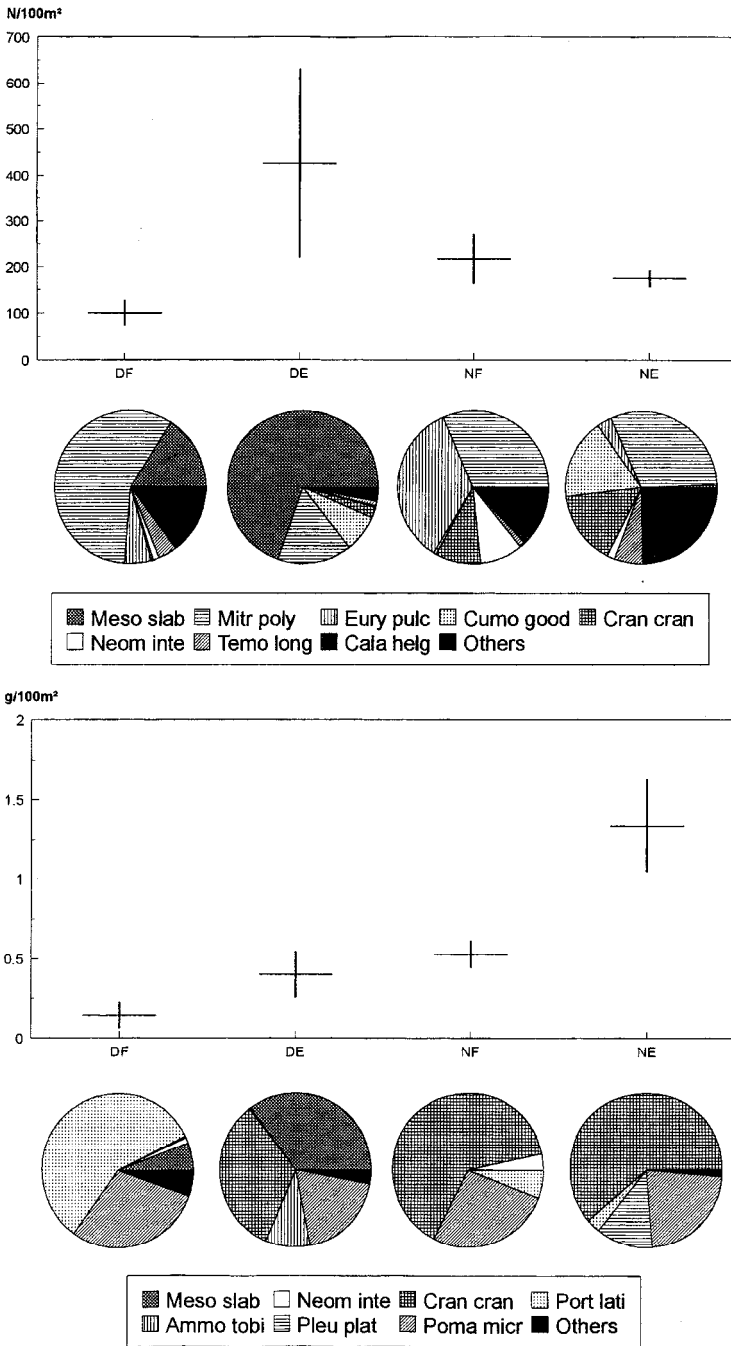 N/100m²
700
600
500
400
300
200
100
0
DF DE NF NE
Meso slab Mitr poly Eury pulc Cumo good Cran cran
Neom inte Temo long Cala helg Others
g/100m²
2
1.5
1
0.5
0
DF DE NF NE
Meso slab Neom inte Cran cran Port lati
Ammo tobi Pleu plat Poma micr Others